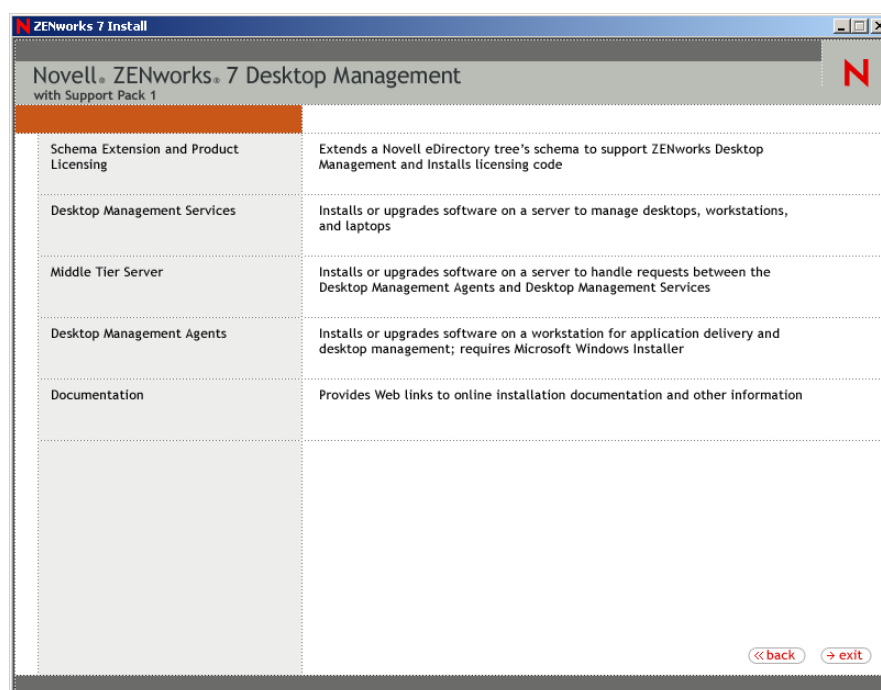 ZENworks 7 Install
Novell® ZENworks® 7 Desktop Management
with Support Pack 1
N
Schema Extension and Product
Licensing
Extends a Novell eDirectory tree's schema to support ZENworks Desktop
Management and Installs licensing code
Desktop Management Services
Installs or upgrades software on a server to manage desktops, workstations,
and laptops
Middle Tier Server
Installs or upgrades software on a server to handle requests between the
Desktop Management Agents and Desktop Management Services
Desktop Management Agents
Installs or upgrades software on a workstation for application delivery and
desktop management; requires Microsoft Windows Installer
Documentation
Provides Web links to online installation documentation and other information
back
exit